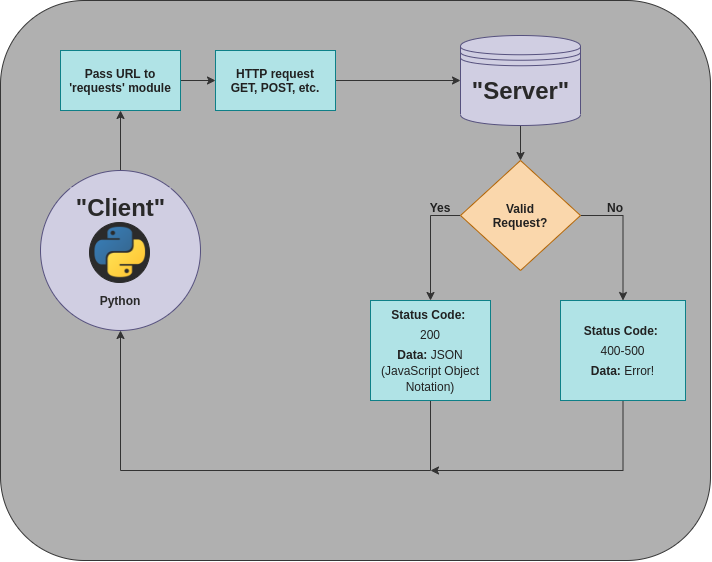 Pass URL to
'requests' module
HTTP request
GET, POST, etc.
"Server"
"Client"
Python
Valid
Request?
Yes
No
Status Code:
200
Data: JSON
(JavaScript Object
Notation)
Status Code:
400-500
Data: Error!